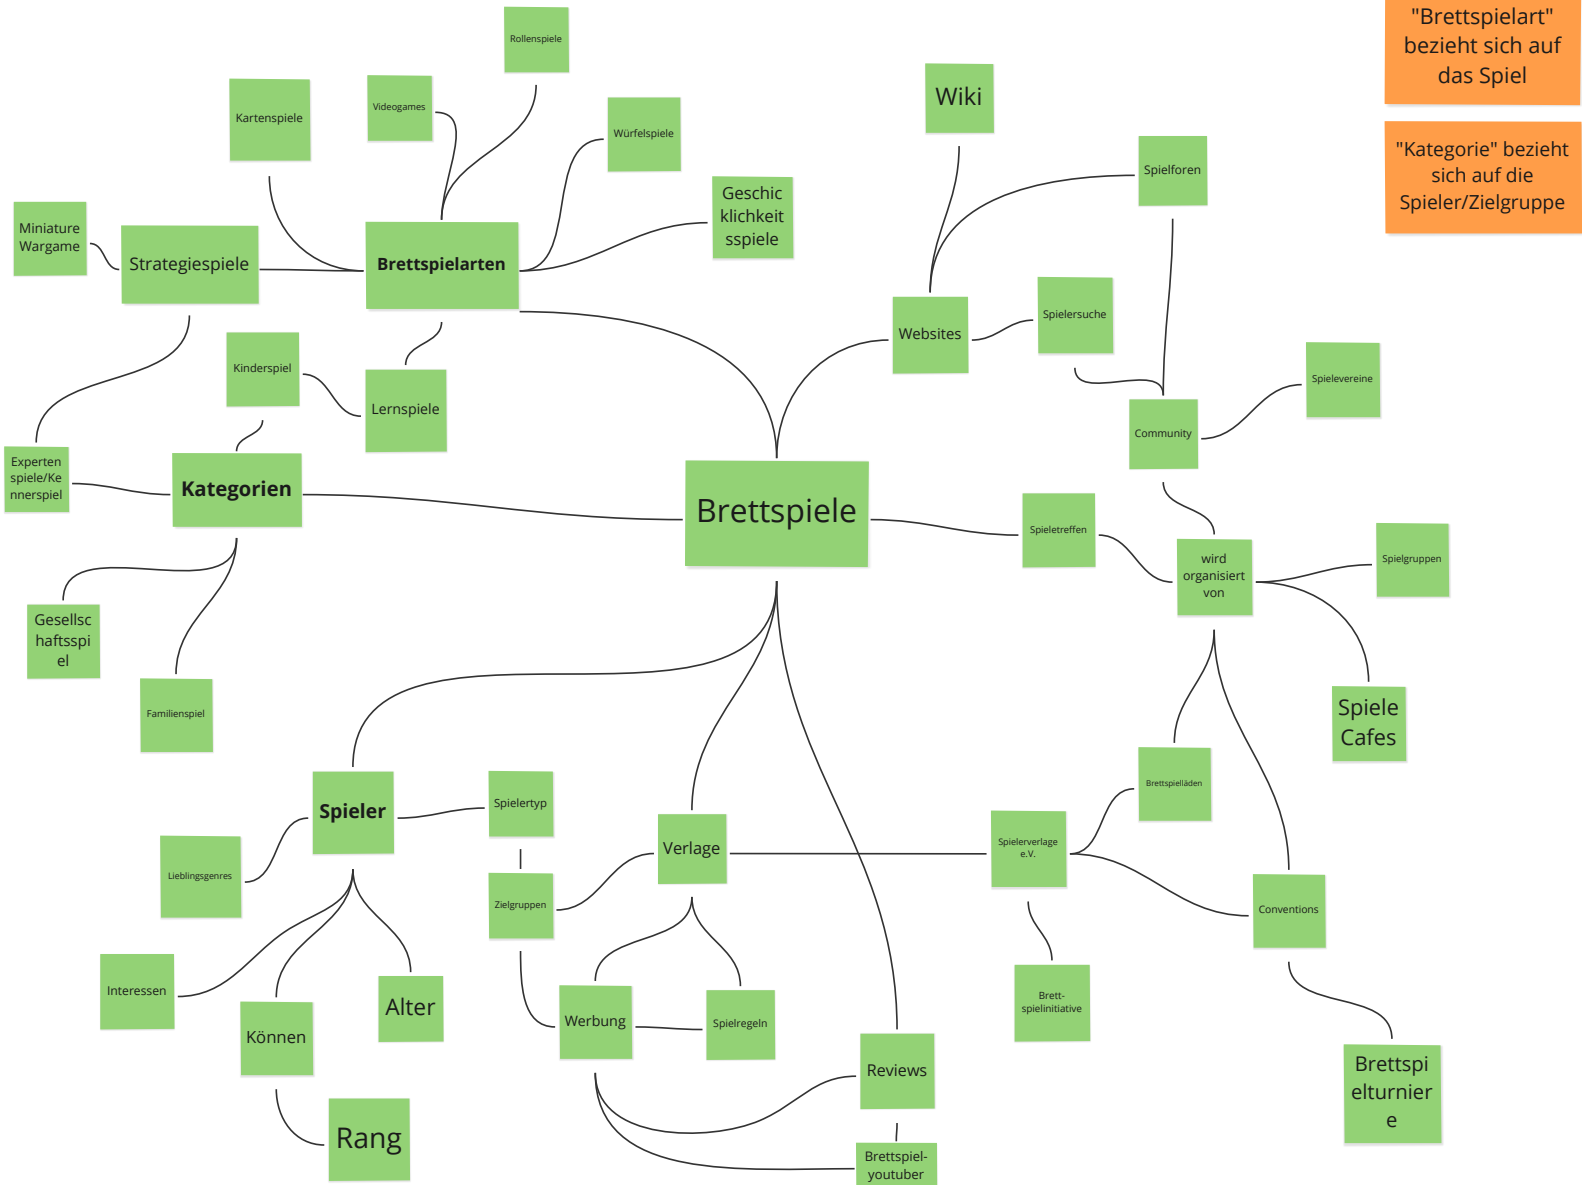 "Brettspielart"
bezieht sich auf
das Spiel
Rollenspiele
Wiki
Videogames
Kartenspiele
Würfelspiele
"Kategorie" bezieht
sich auf die
Spieler/Zielgruppe
Spielforen
Geschic
klichkeit
sspiele
Miniature
Wargame
Strategiespiele
Brettspielarten
Spielersuche
Websites
Kinderspiel
Spielevereine
Lernspiele
Community
Experten
spiele/Ke
nnerspiel
Kategorien
Brettspiele
Spieletreffen
wird
organisiert
von
Spielgruppen
Gesellsc
haftsspi
el
Familienspiel
Spiele
Cafes
Brettspielläden
Spieler
Spielertyp
Verlage
Spielerverlage
e.V.
Lieblingsgenres
Zielgruppen
Conventions
Interessen
Alter
Brett-
spielinitiative
Können
Werbung
Spielregeln
Reviews
Brettspi
elturnier
e
Rang
Brettspiel-
youtuber